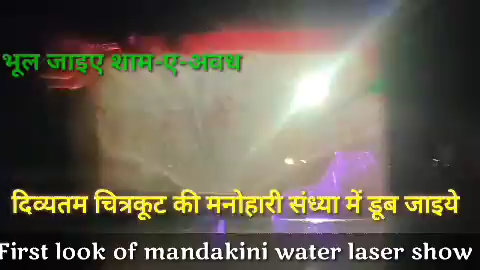 भूल जाइए शाम-ए-अवध
दिव्यतम चित्रकूट की मनोहारी संध्या में डूब जाइये
First look of mandakini water laser show